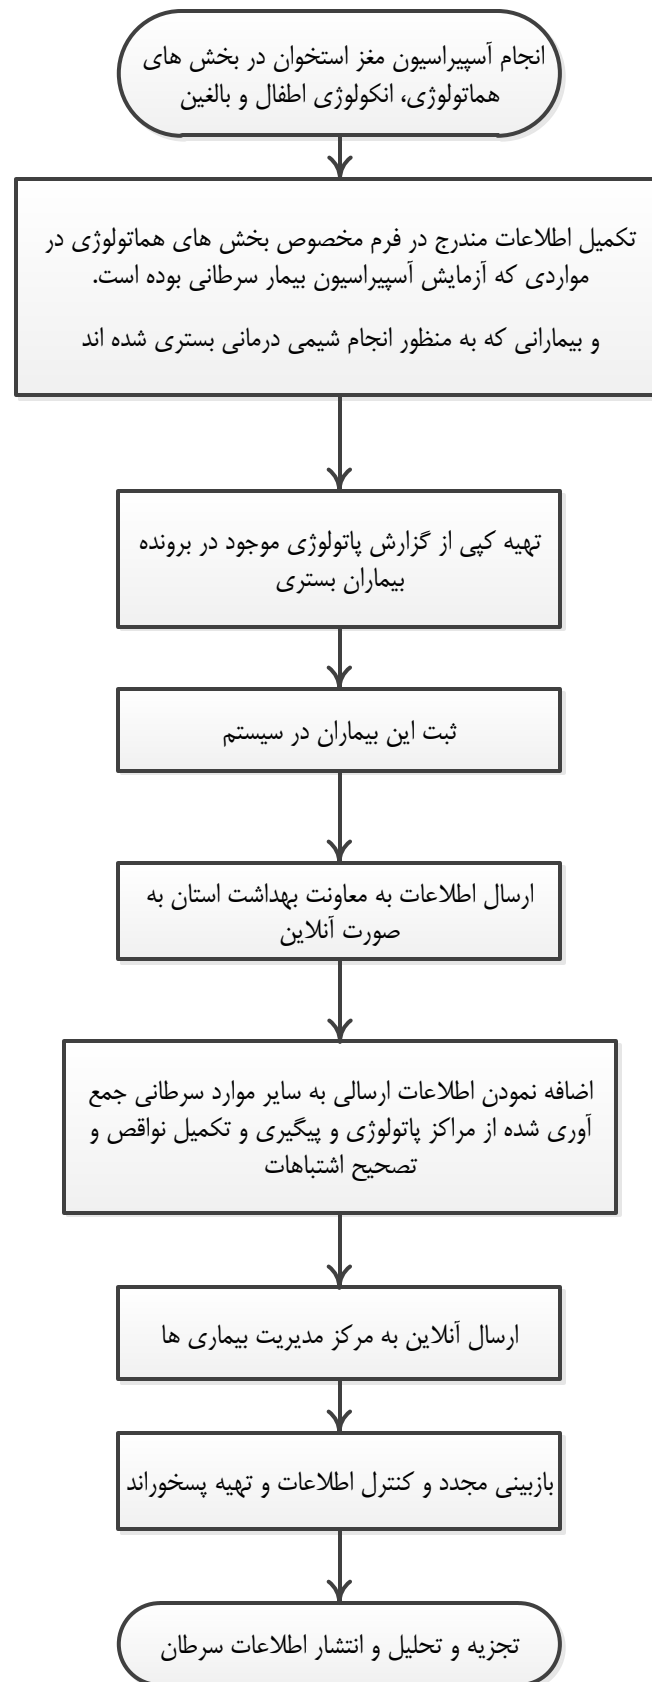 انجام آسپیراسیون مغز استخوان در بخش های
هماتولوژی، انکولوژی اطفال و بالغین
تکمیل اطلاعات مندرج در فرم مخصوص بخش های هماتولوژی در
مواردی که آزمایش آسپیراسیون بیمار سرطانی بوده است.
و بیمارانی که به منظور انجام شیمی درمانی بستری شده اند
تهیه کپی از گزارش پاتولوژی موجود در برونده
بیماران بستری
ثبت این بیماران در سیستم
ارسال اطلاعات به معاونت بهداشت استان به
صورت آنلاین
اضافه نمودن اطلاعات ارسالی به سایر موارد سرطانی جمع
آوری شده از مراکز پاتولوژی و پیگیری و تکمیل نواقص و
تصحیح اشتباهات
ارسال آنلاین به مرکز مدیریت بیماری ها
بازبینی مجدد و کنترل اطلاعات و تهیه پسخوراند
تجزیه و تحلیل و انتشار اطلاعات سرطان